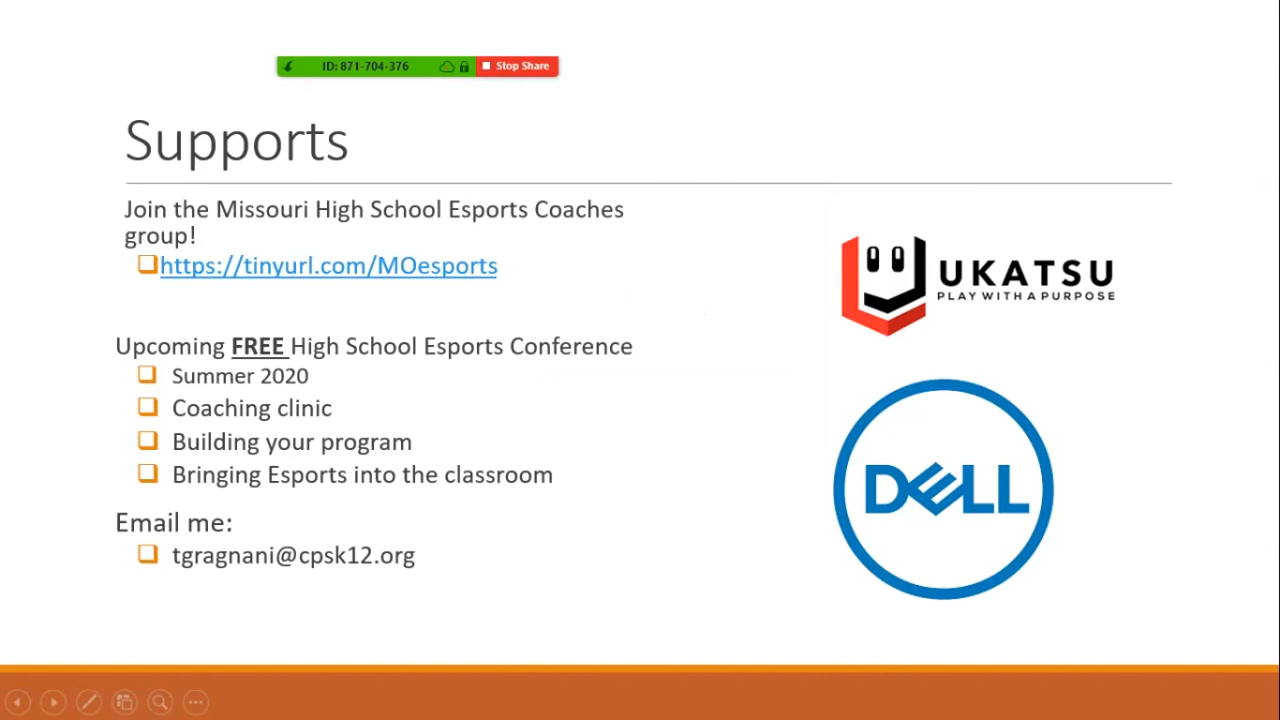 ID: 871-704-376
Stop Share
Supports
Join the Missouri High School Esports Coaches
group!
https://tinyurl.com/MOesports
UKATSU
PLAY WITH A PURPOSE
Upcoming FREE High School Esports Conference
Summer 2020
Coaching clinic
Building your program
Bringing Esports into the classroom
DELL
Email me:
tgragnani@cpsk12.org